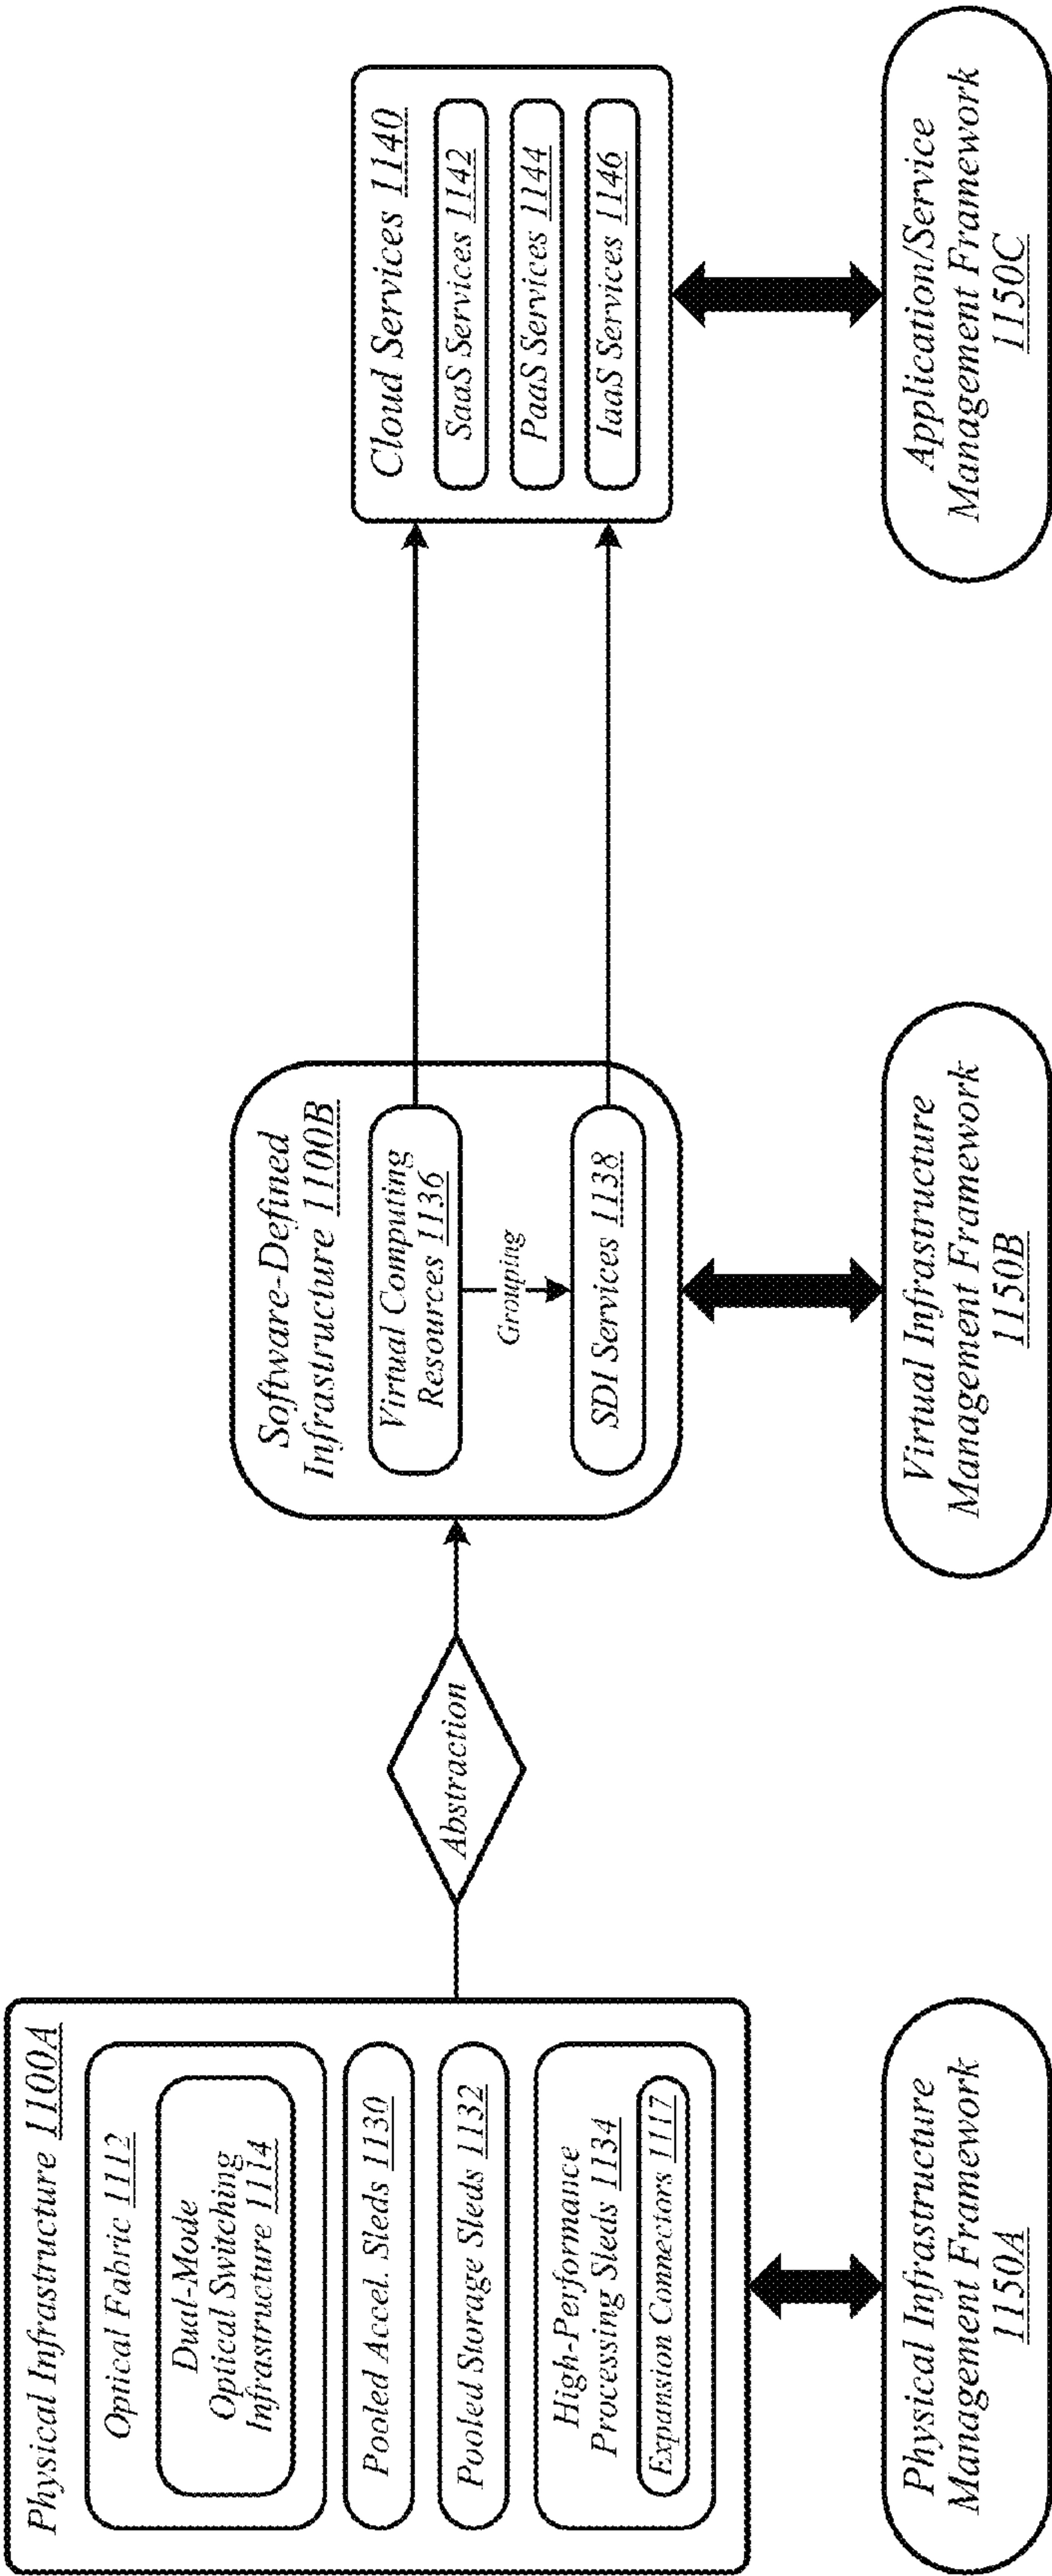 Physical Infrastructure 1100A
Optical Fabric 1112
Dual-Mode
Optical Switching
Infrastructure 1114
Pooled Accel. Sleds 1130
Pooled Storage Sleds 1132
High-Performance
Processing Sleds 1134
Expansion Connectors 1117
Physical Infrastructure
Management Framework
1150A
Abstraction
Software-Defined
Infrastructure 1100B
Virtual Computing
Resources 1136
Grouping
SDI Services 1138
Virtual Infrastructure
Management Framework
1150B
Cloud Services 1140
SaaS Services 1142
PaaS Services 1144
IaaS Services 1146
Application/Service
Management Framework
1150C